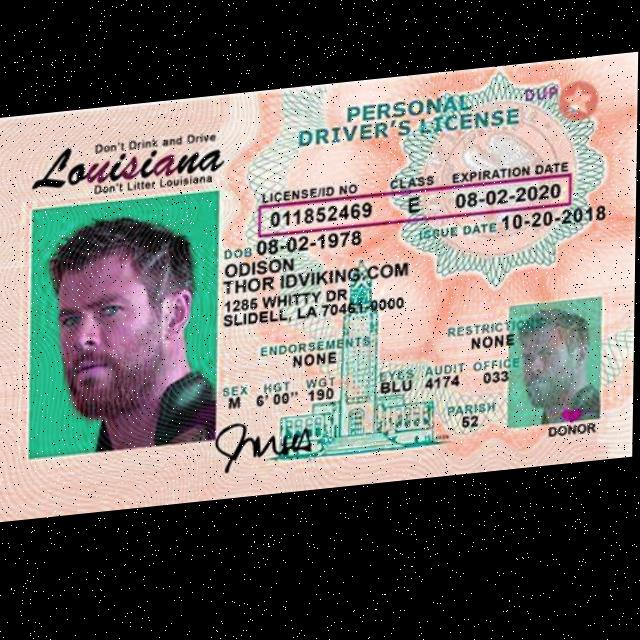 PERSONAL
DRIVER'S LICENSE
DUP
Don't Drink and Drive
Louisiana
Don't Litter Louisiana
LICENSE/ID NO CLASS EXPIRATION DATE
011852469 E 08-02-2020
DOB 08-02-1978 ISSUE DATE 10-20-2018
ODISON
THOR IDVIKING.COM
1285 WHITTY DR
SLIDELL, LA 70461-0000
ENDORSEMENTS
NONE
RESTRICTIONS
NONE
SEX HGT WGT EYES AUDIT OFFICE
M 6' 00" 190 BLU 4174 033
PARISH
52
DONOR